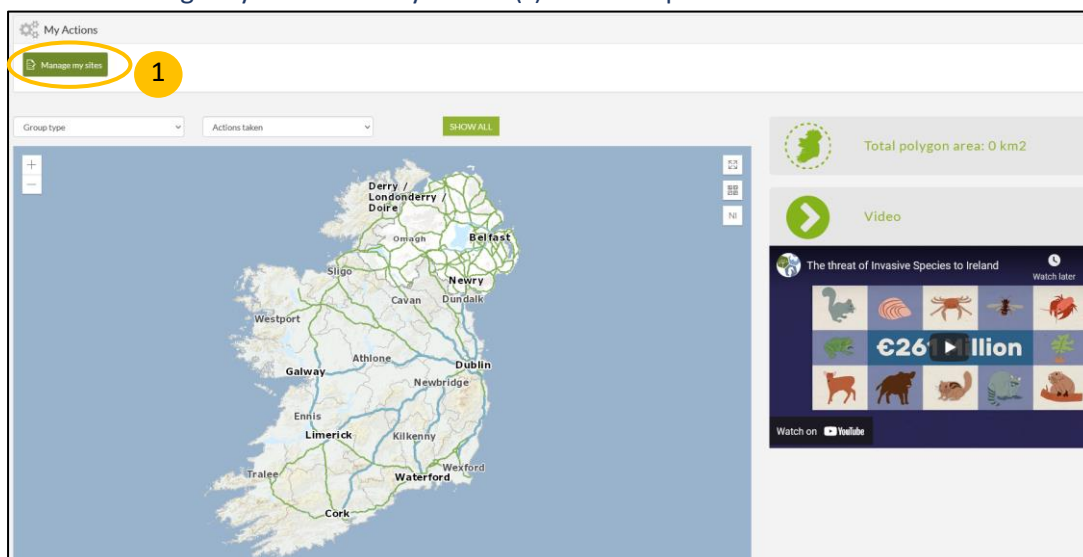 My Actions
Manage my sites
1
Group type
Actions taken
SHOW ALL
Total polygon area: 0 km2
Video
The threat of Invasive Species to Ireland
Watch later
Watch on YouTube
+
−
NI
Derry /
Londonderry /
Doire
Omagh
Belfast
Sligo
Newry
Cavan
Dundalk
Westport
Athlone
Galway
Dublin
Newbridge
Ennis
Limerick
Kilkenny
Tralee
Wexford
Waterford
Cork